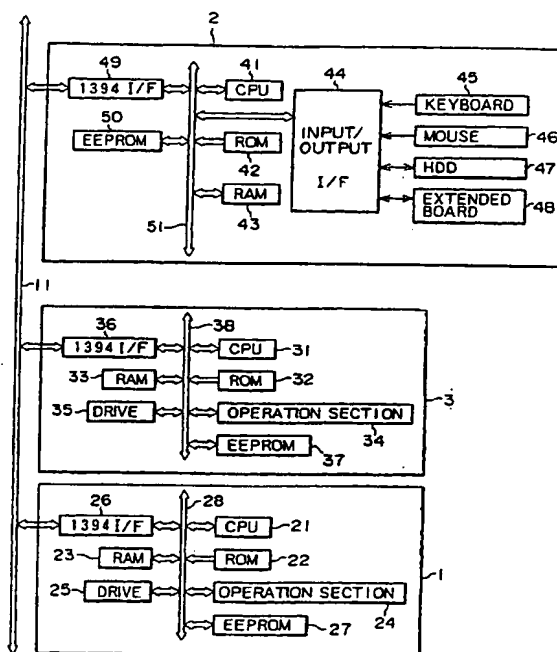 2
49
41
44
45
1394 I/F
CPU
KEYBOARD
50
MOUSE
46
EEPROM
ROM
INPUT/
OUTPUT
I/F
HDD
47
42
RAM
EXTENDED
BOARD
48
51
43
11
36
38
1394 I/F
CPU
31
33
RAM
ROM
32
3
35
DRIVE
OPERATION SECTION
34
EEPROM
37
26
28
1394 I/F
CPU
21
23
RAM
ROM
22
1
25
DRIVE
OPERATION SECTION
24
EEPROM
27